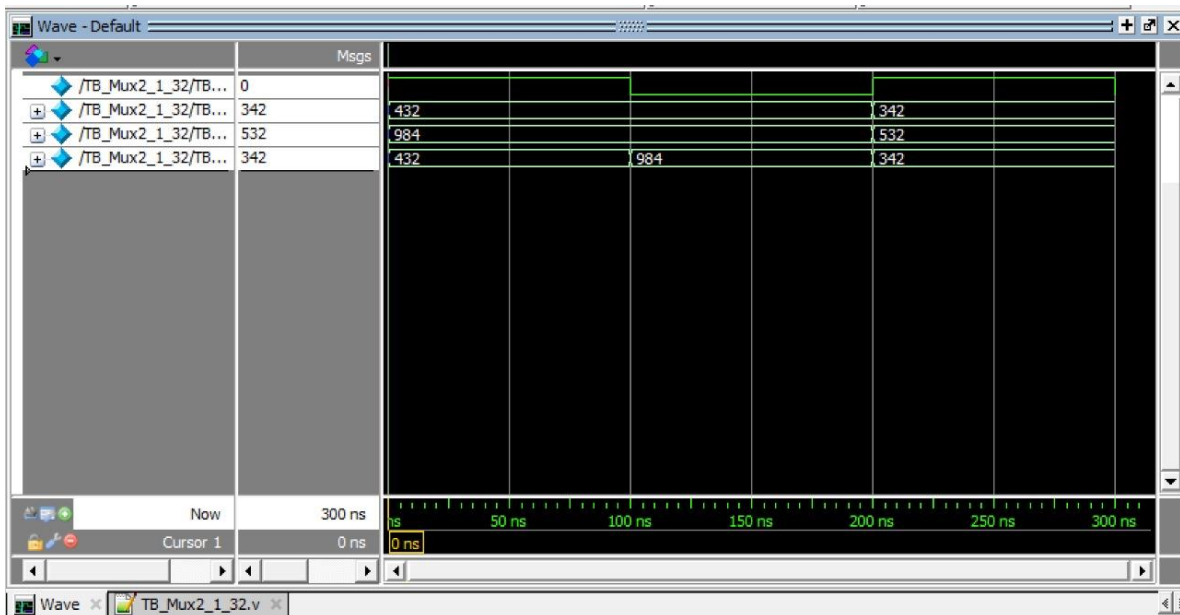 Wave - Default
Msgs
/TB_Mux2_1_32/TB... 0
/TB_Mux2_1_32/TB... 342 432 342
/TB_Mux2_1_32/TB... 532 984 532
/TB_Mux2_1_32/TB... 342 432 984 342
Now 300 ns ns 50 ns 100 ns 150 ns 200 ns 250 ns 300 ns
Cursor 1 0 ns 0 ns
Wave TB_Mux2_1_32.v